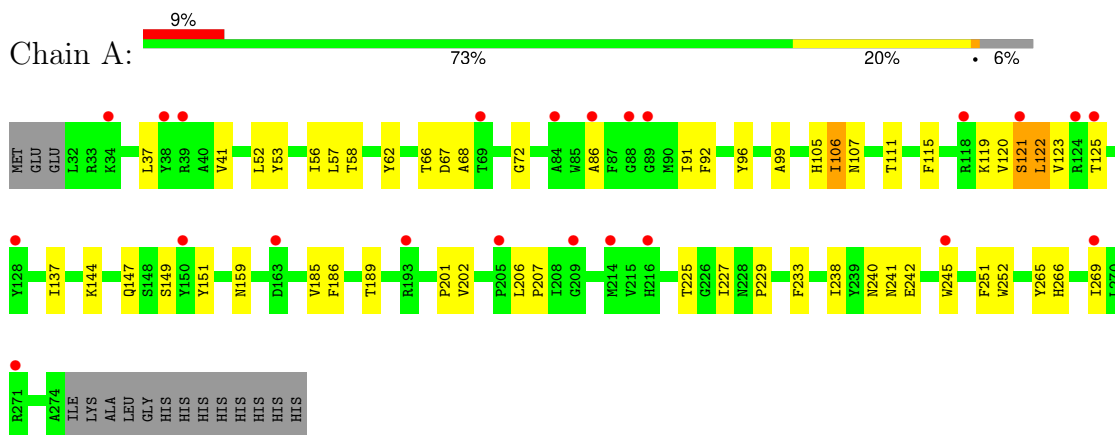 9%
Chain A:
73% 20% • 6%
MET GLU GLU L32 R33 K34 L37 Y38 R39 A40 V41 L52 Y53 I56 L57 T58 Y62 T66 D67 A68 T69 G72 A84 W85 A86 F87 G88 G89 M90 I91 F92 Y96 A99 H105 I106 N107 T111 F115 R118 K119 V120 S121 L122 V123 R124 T125
Y128 I137 K144 Q147 S148 S149 Y150 Y151 N159 D163 V185 F186 T189 R193 P201 V202 P205 L206 P207 I208 G209 M214 V215 H216 T225 G226 I227 N228 P229 F233 I238 Y239 N240 N241 E242 W245 F251 W252 Y265 H266 I269 L270
R271 A274 ILE LYS ALA LEU GLY HIS HIS HIS HIS HIS HIS HIS HIS